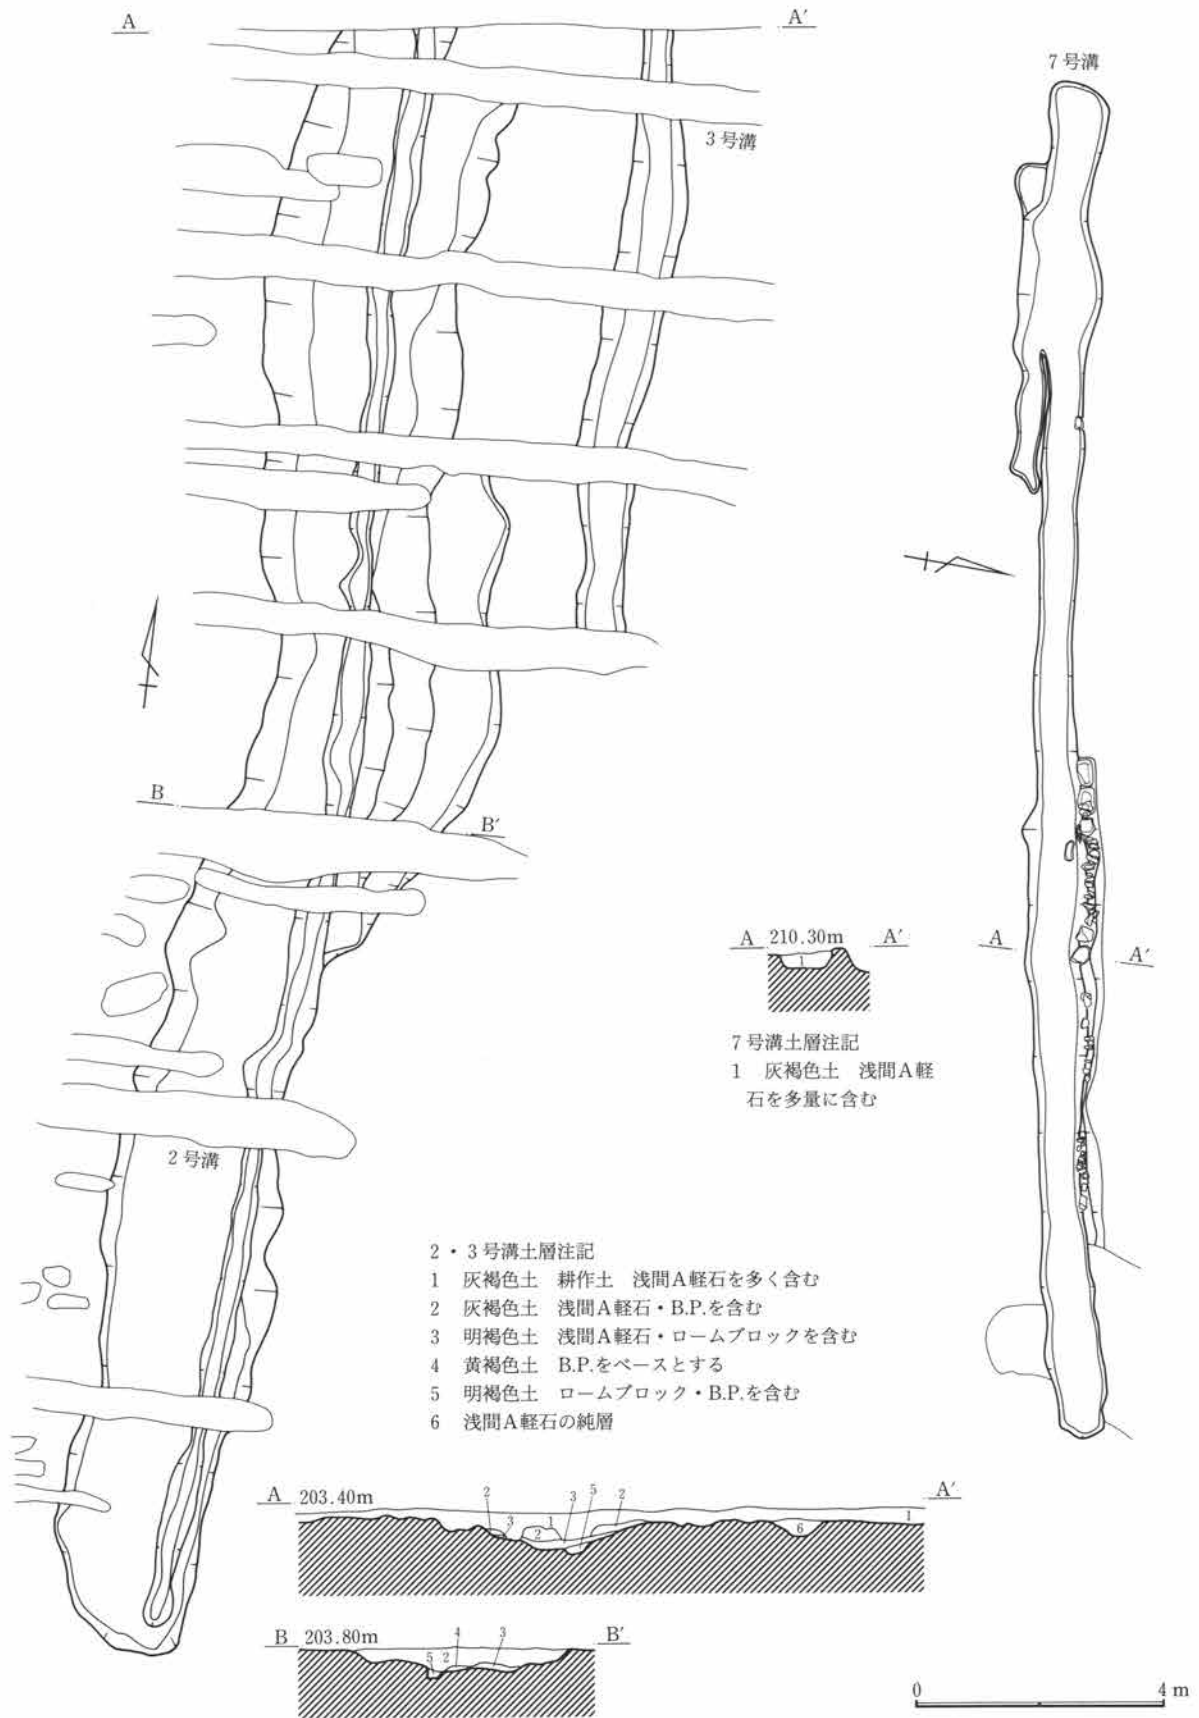 A A′
7号溝
3号溝
B B′
A 210.30m A′
1
A A′
7号溝土層注記
1 灰褐色土 浅間A軽
石を多量に含む
2号溝
2・3号溝土層注記
1 灰褐色土 耕作土 浅間A軽石を多く含む
2 灰褐色土 浅間A軽石・B.P.を含む
3 明褐色土 浅間A軽石・ロームブロックを含む
4 黄褐色土 B.P.をベースとする
5 明褐色土 ロームブロック・B.P.を含む
6 浅間A軽石の純層
A 203.40m A′
2 3 1 2 3 5 2 6 1
B 203.80m B′
5 2 4 3
0 4m